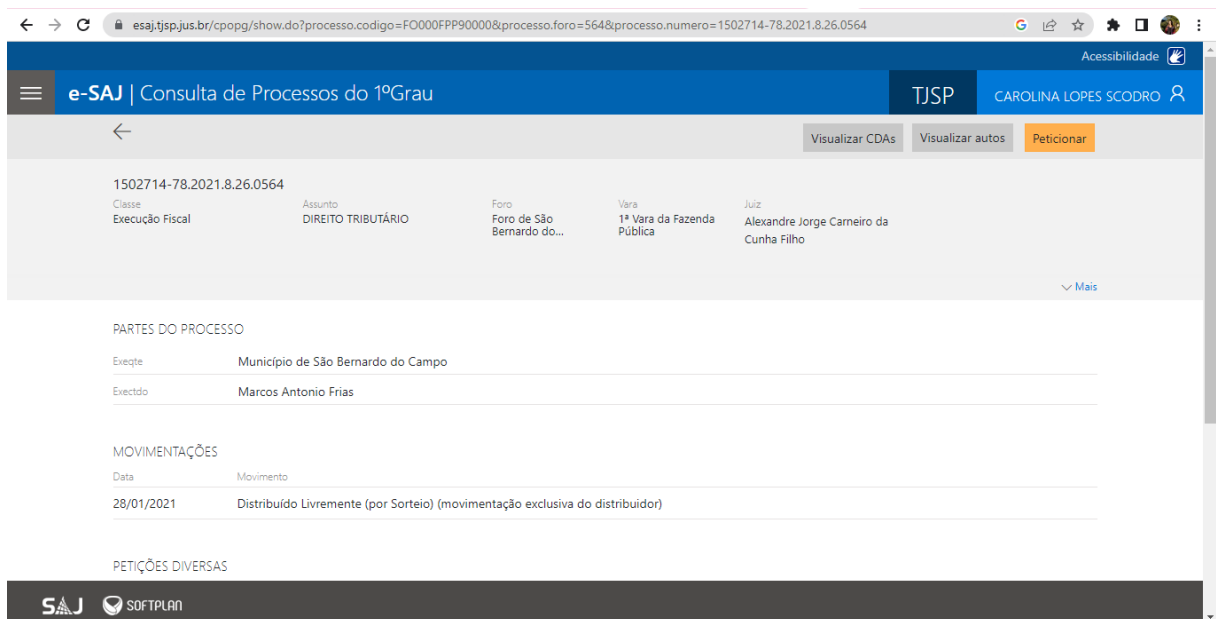 esaj.tjsp.jus.br/cpopg/show.do?processo.codigo=FO000FPP90000&processo.foro=564&processo.numero=1502714-78.2021.8.26.0564
Acessibilidade
e-SAJ | Consulta de Processos do 1ºGrau
TJSP
CAROLINA LOPES SCODRO
Visualizar CDAs
Visualizar autos
Peticionar
1502714-78.2021.8.26.0564
Classe Assunto Foro Vara Juiz
Execução Fiscal DIREITO TRIBUTÁRIO Foro de São 1ª Vara da Fazenda Alexandre Jorge Carneiro da
Bernardo do... Pública Cunha Filho
Mais
PARTES DO PROCESSO
Exeqte Município de São Bernardo do Campo
Exectdo Marcos Antonio Frias
MOVIMENTAÇÕES
Data Movimento
28/01/2021 Distribuído Livremente (por Sorteio) (movimentação exclusiva do distribuidor)
PETIÇÕES DIVERSAS
SAJ SOFTPLAN